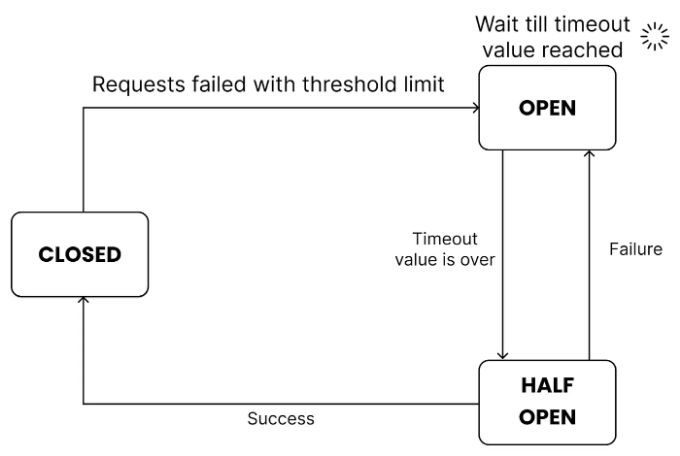 Wait till timeout
value reached
Requests failed with threshold limit
OPEN
CLOSED
Timeout
value is over
Failure
HALF
OPEN
Success